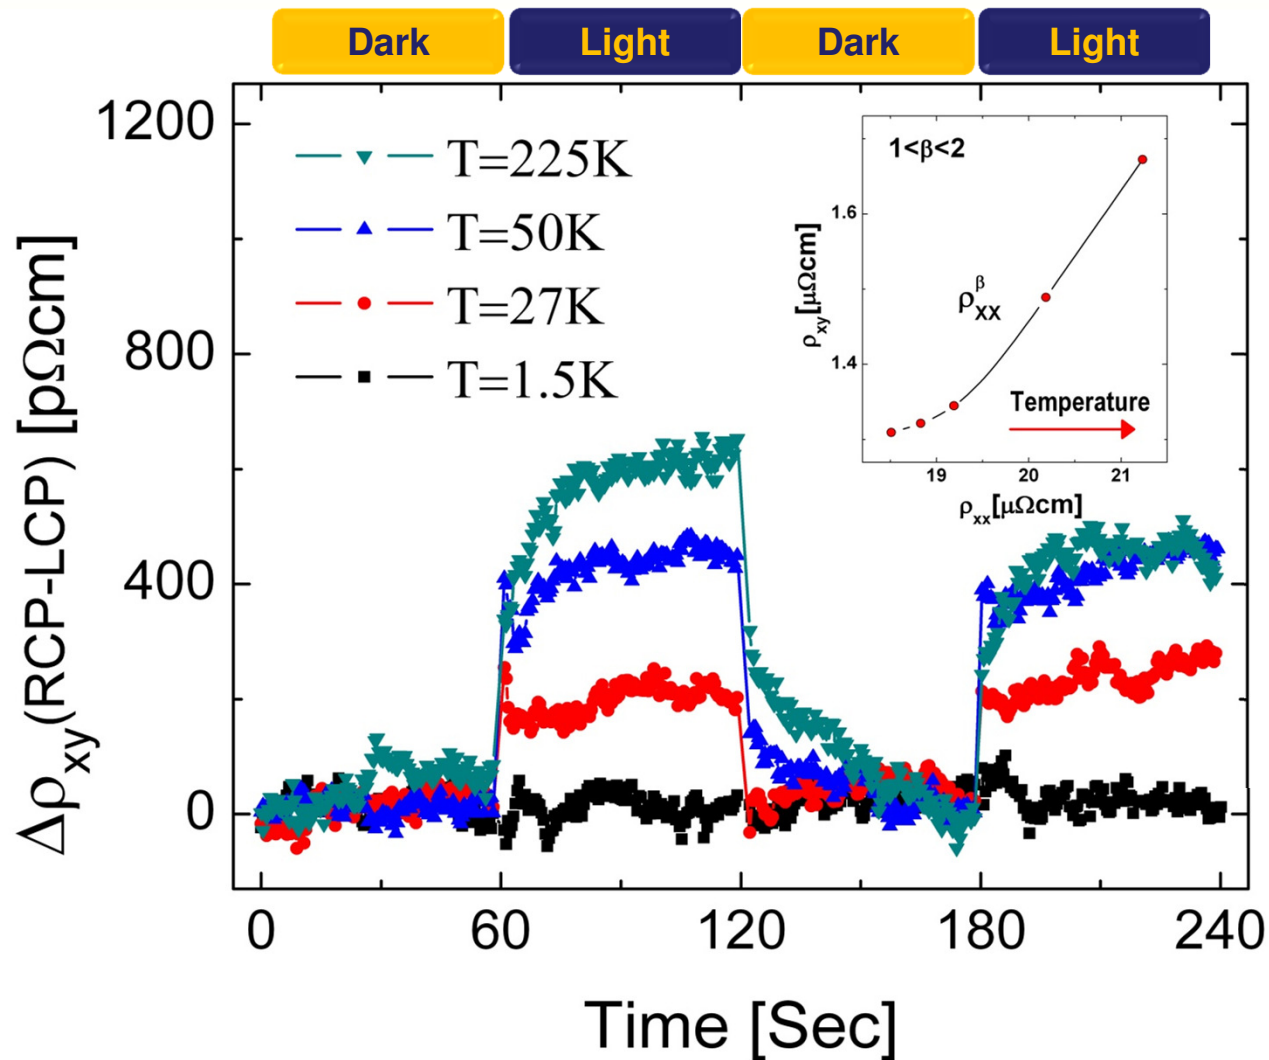 Dark Light Dark Light
1200
800
400
0
Δρxy(RCP-LCP) [pΩcm]
T=225K
T=50K
T=27K
T=1.5K
1<β<2
1.6
1.4
ρxy[μΩcm]
ρXXβ
Temperature
19 20 21
ρxx[μΩcm]
0 60 120 180 240
Time [Sec]